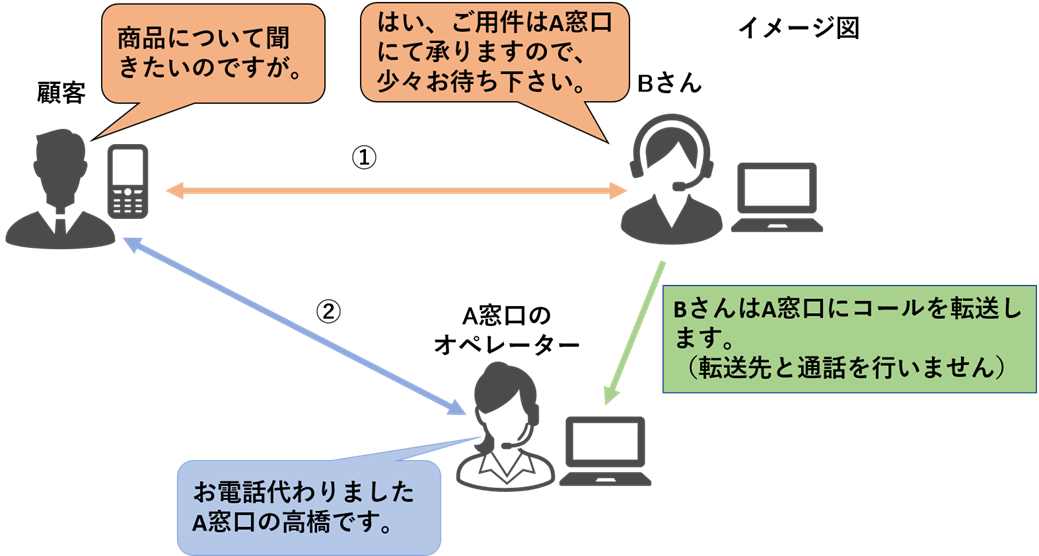 イメージ図
商品について聞
きたいのですが。
はい、ご用件はA窓口
にて承りますので、
少々お待ち下さい。
顧客
Bさん
①
②
A窓口の
オペレーター
BさんはA窓口にコールを転送し
ます。
（転送先と通話を行いません）
お電話代わりました
A窓口の高橋です。